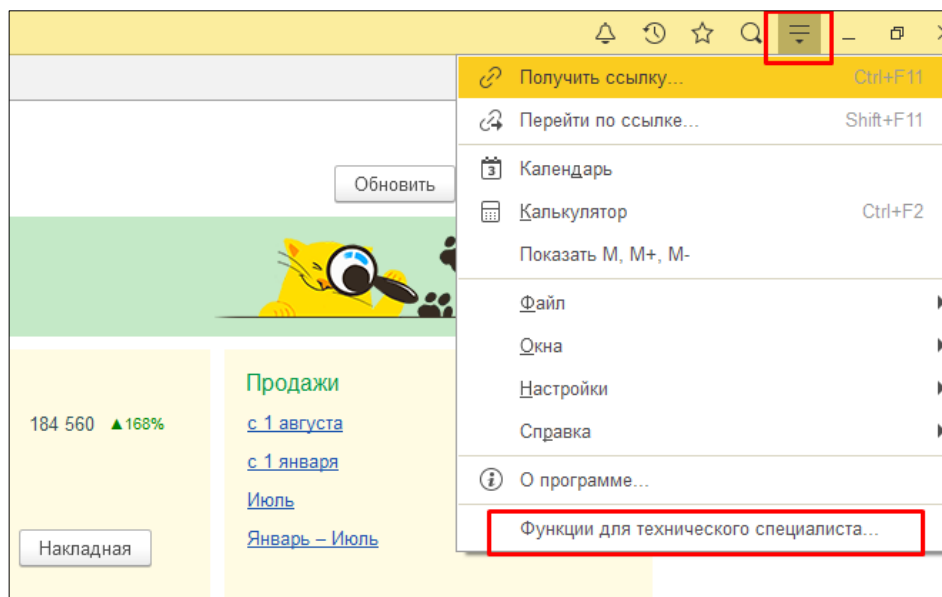 Получить ссылку... Ctrl+F11
Перейти по ссылке... Shift+F11
3 Календарь
Обновить
Калькулятор Ctrl+F2
Показать M, M+, M-
Файл
Окна
Настройки
Справка
О программе...
Функции для технического специалиста...
184 560 ▲168%
Накладная
Продажи
с 1 августа
с 1 января
Июль
Январь – Июль